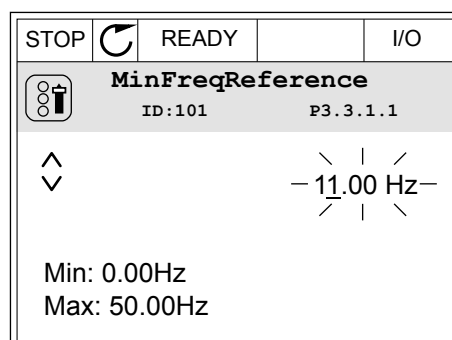 STOP READY I/O
MinFreqReference
ID:101 P3.3.1.1
11.00 Hz
Min: 0.00Hz
Max: 50.00Hz